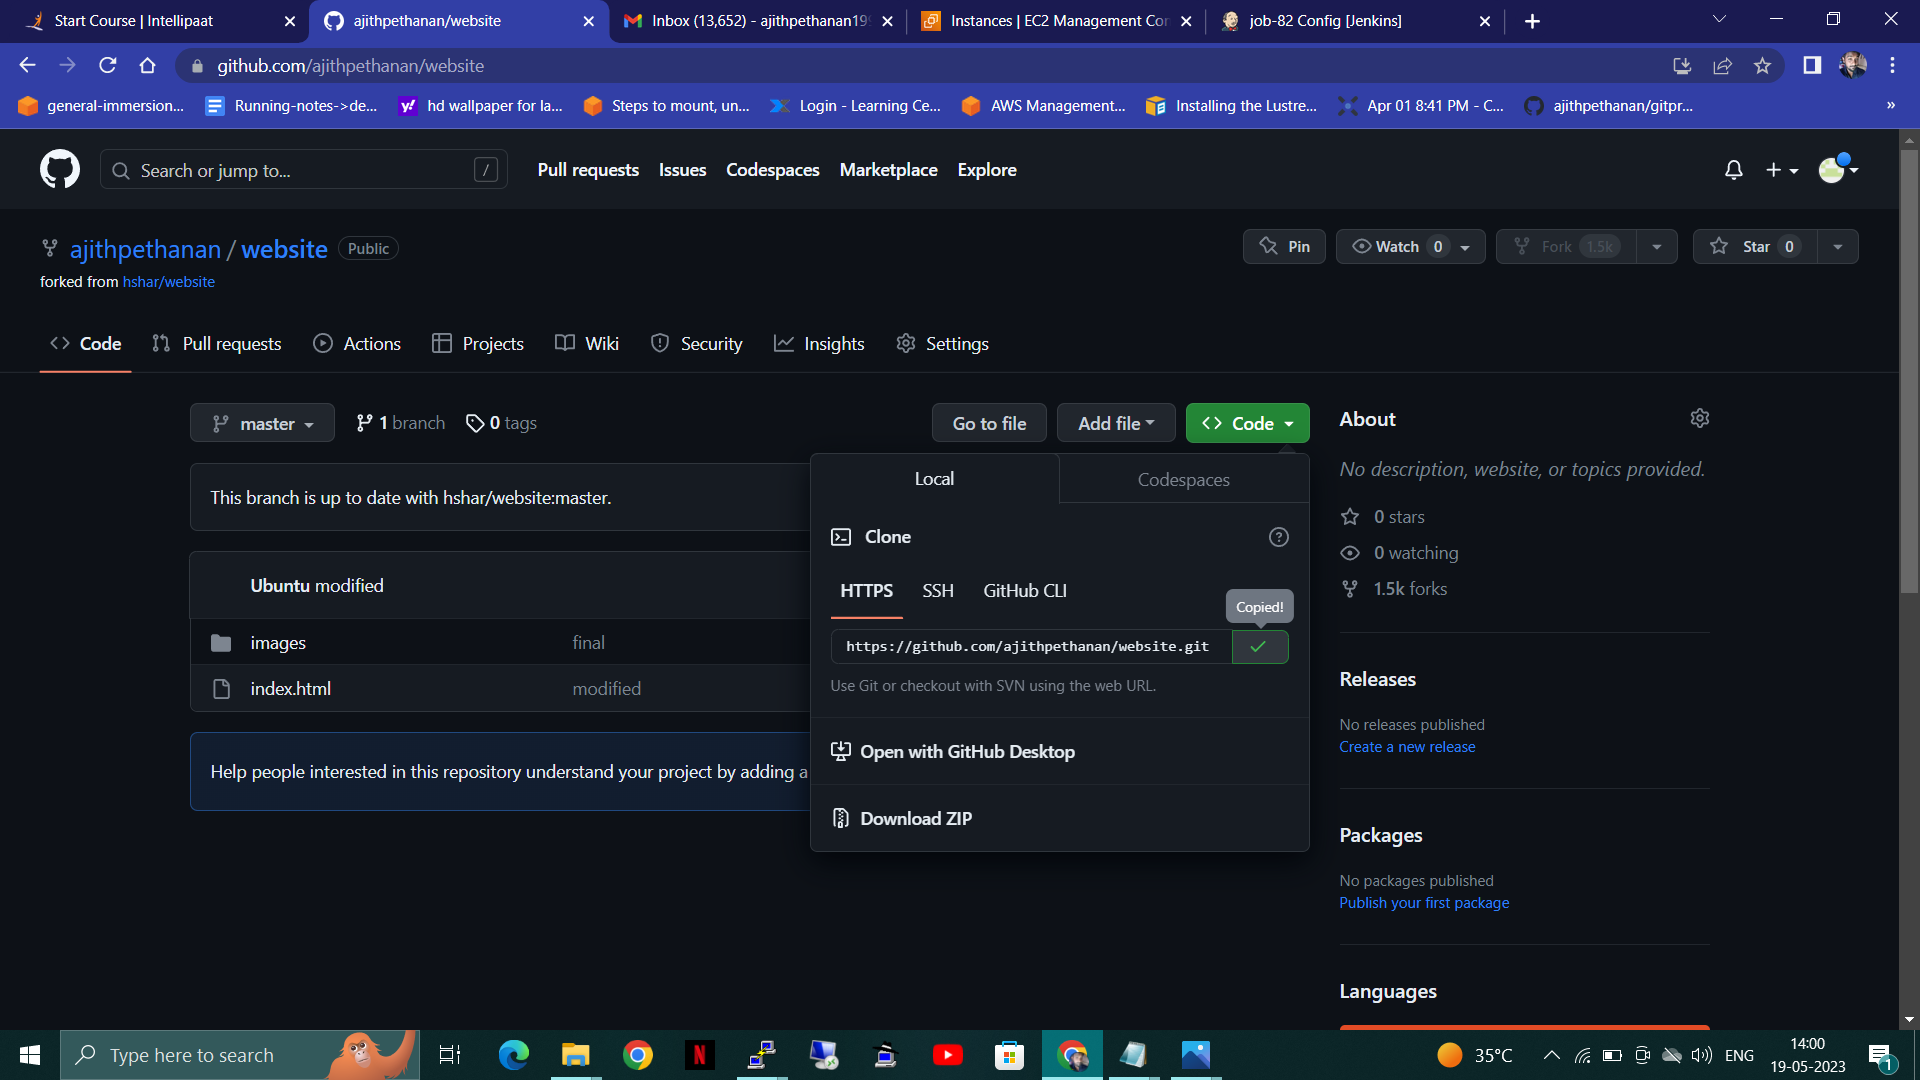 Start Course | Intellipaat
ajithpethanan/website
Inbox (13,652) - ajithpethanan199
Instances | EC2 Management Con
job-82 Config [Jenkins]
github.com/ajithpethanan/website
general-immersion...
Running-notes->de...
hd wallpaper for la...
Steps to mount, un...
Login - Learning Ce...
AWS Management...
Installing the Lustre...
Apr 01 8:41 PM - C...
ajithpethanan/gitpr...
»
Search or jump to...
/
Pull requests
Issues
Codespaces
Marketplace
Explore
ajithpethanan / website
Public
Pin
Watch 0
Fork 1.5k
Star 0
forked from hshar/website
Code
Pull requests
Actions
Projects
Wiki
Security
Insights
Settings
master
1 branch
0 tags
Go to file
Add file
Code
This branch is up to date with hshar/website:master.
Ubuntu modified
images
final
index.html
modified
Help people interested in this repository understand your project by adding a
Local
Codespaces
Clone
HTTPS
SSH
GitHub CLI
Copied!
https://github.com/ajithpethanan/website.git
Use Git or checkout with SVN using the web URL.
Open with GitHub Desktop
Download ZIP
About
No description, website, or topics provided.
0 stars
0 watching
1.5k forks
Releases
No releases published
Create a new release
Packages
No packages published
Publish your first package
Languages
Type here to search
35°C
ENG
14:00
19-05-2023
1